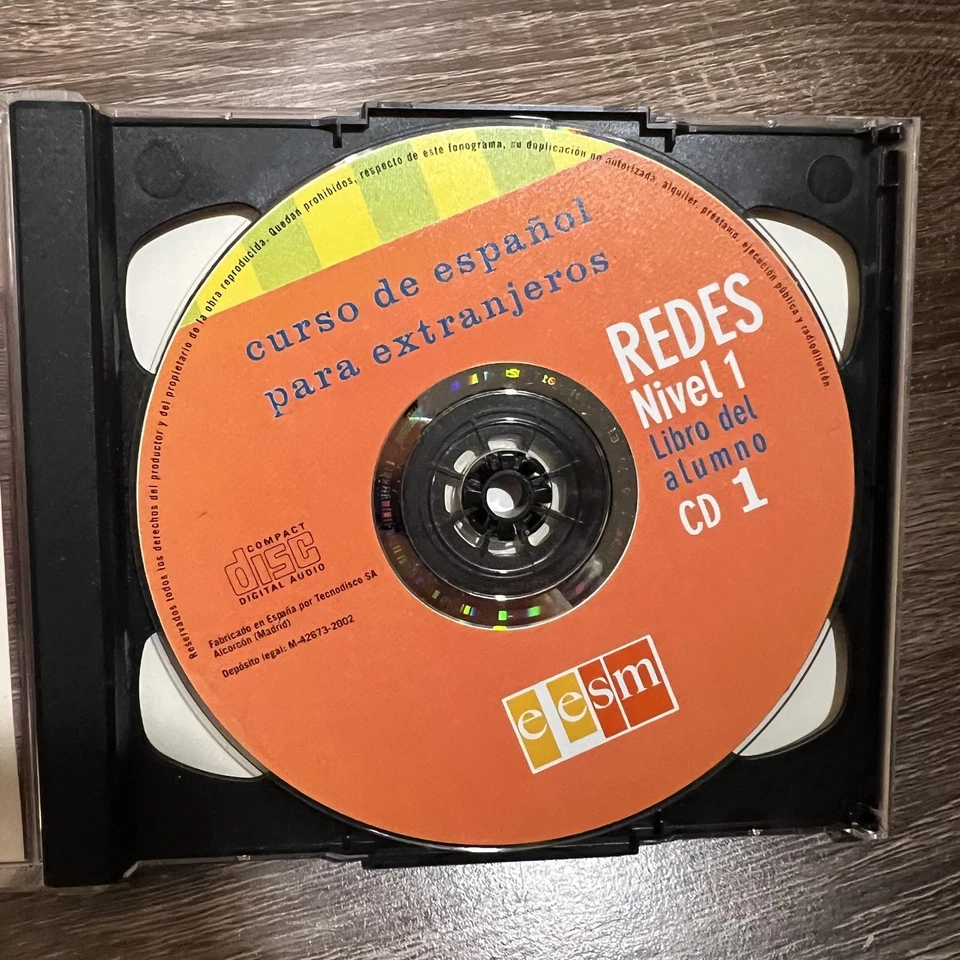 Reservados todos los derechos del productor y del propietario de la obra reproducida. Quedan prohibidos, respecto de este fonograma, su duplicación no autorizada, alquiler, préstamo, ejecución pública y radiodifusión.
curso de español
para extranjeros
REDES
Nivel 1
Libro del
alumno
CD 1
COMPACT
disc
DIGITAL AUDIO
Fabricado en España por Tecnodisco SA
Alcorcón (Madrid)
Depósito legal: M-42673-2002
e e sm